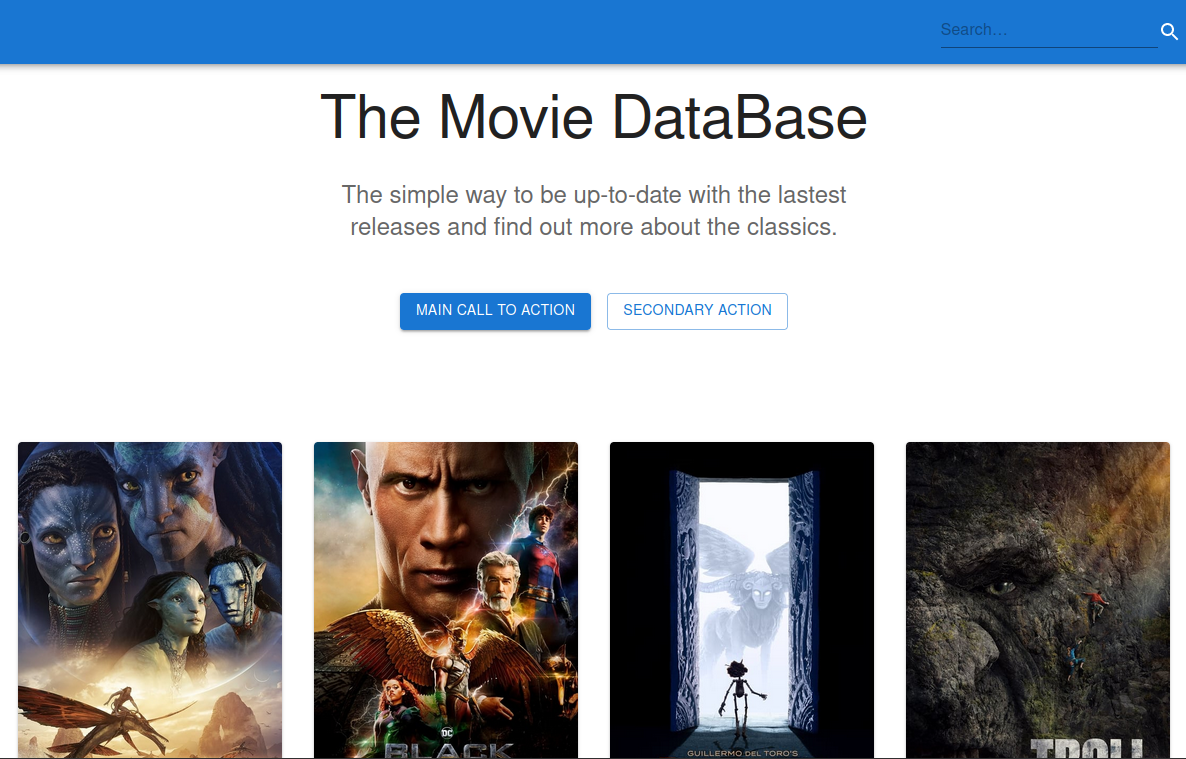 Search...
The Movie DataBase
The simple way to be up-to-date with the lastest
releases and find out more about the classics.
MAIN CALL TO ACTION
SECONDARY ACTION
DC
BLACK
GUILLERMO DEL TORO'S
TROLL